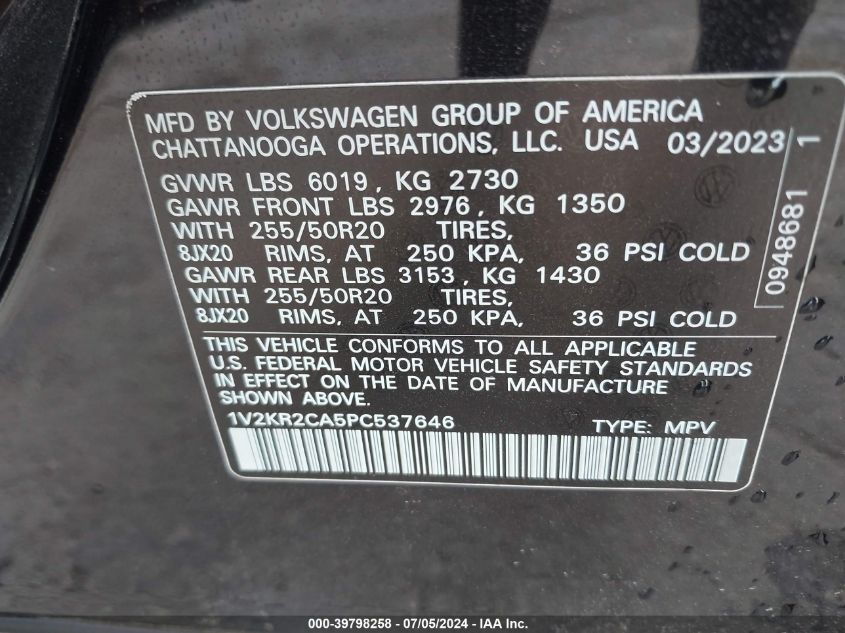 MFD BY VOLKSWAGEN GROUP OF AMERICA
CHATTANOOGA OPERATIONS, LLC. USA 03/2023
GVWR LBS 6019, KG 2730
GAWR FRONT LBS 2976, KG 1350
WITH 255/50R20 TIRES,
8JX20 RIMS, AT 250 KPA, 36 PSI COLD
GAWR REAR LBS 3153, KG 1430
WITH 255/50R20 TIRES,
8JX20 RIMS, AT 250 KPA, 36 PSI COLD
0948681 1
THIS VEHICLE CONFORMS TO ALL APPLICABLE
U.S. FEDERAL MOTOR VEHICLE SAFETY STANDARDS
IN EFFECT ON THE DATE OF MANUFACTURE
SHOWN ABOVE.
1V2KR2CA5PC537646 TYPE: MPV
000-39798258 - 07/05/2024 - IAAI.COM